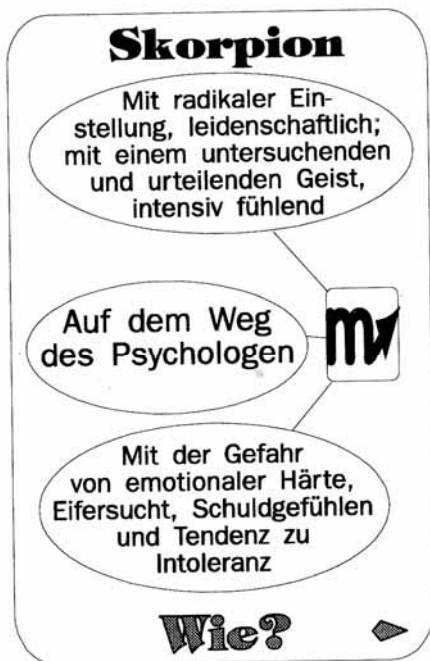 Skorpion
Mit radikaler Ein-
stellung, leidenschaftlich;
mit einem untersuchenden
und urteilenden Geist,
intensiv fühlend
Auf dem Weg
des Psychologen
Mit der Gefahr
von emotionaler Härte,
Eifersucht, Schuldgefühlen
und Tendenz zu
Intoleranz
Wie?